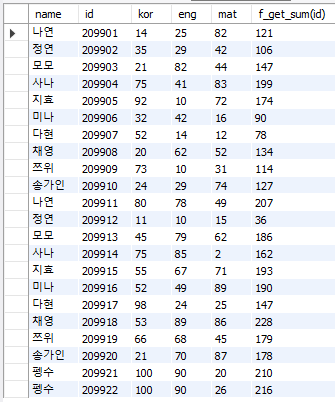 name id kor eng mat f_get_sum(id)
나연 209901 14 25 82 121
정연 209902 35 29 42 106
모모 209903 21 82 44 147
사나 209904 75 41 83 199
지효 209905 92 10 72 174
미나 209906 32 42 16 90
다현 209907 52 14 12 78
채영 209908 20 62 52 134
쯔위 209909 73 10 31 114
송가인 209910 24 29 74 127
나연 209911 80 78 49 207
정연 209912 11 10 15 36
모모 209913 45 79 62 186
사나 209914 75 85 2 162
지효 209915 55 67 71 193
미나 209916 52 49 89 190
다현 209917 98 24 25 147
채영 209918 53 89 86 228
쯔위 209919 66 68 45 179
송가인 209920 21 70 87 178
펭수 209921 100 90 20 210
펭수 209922 100 90 26 216